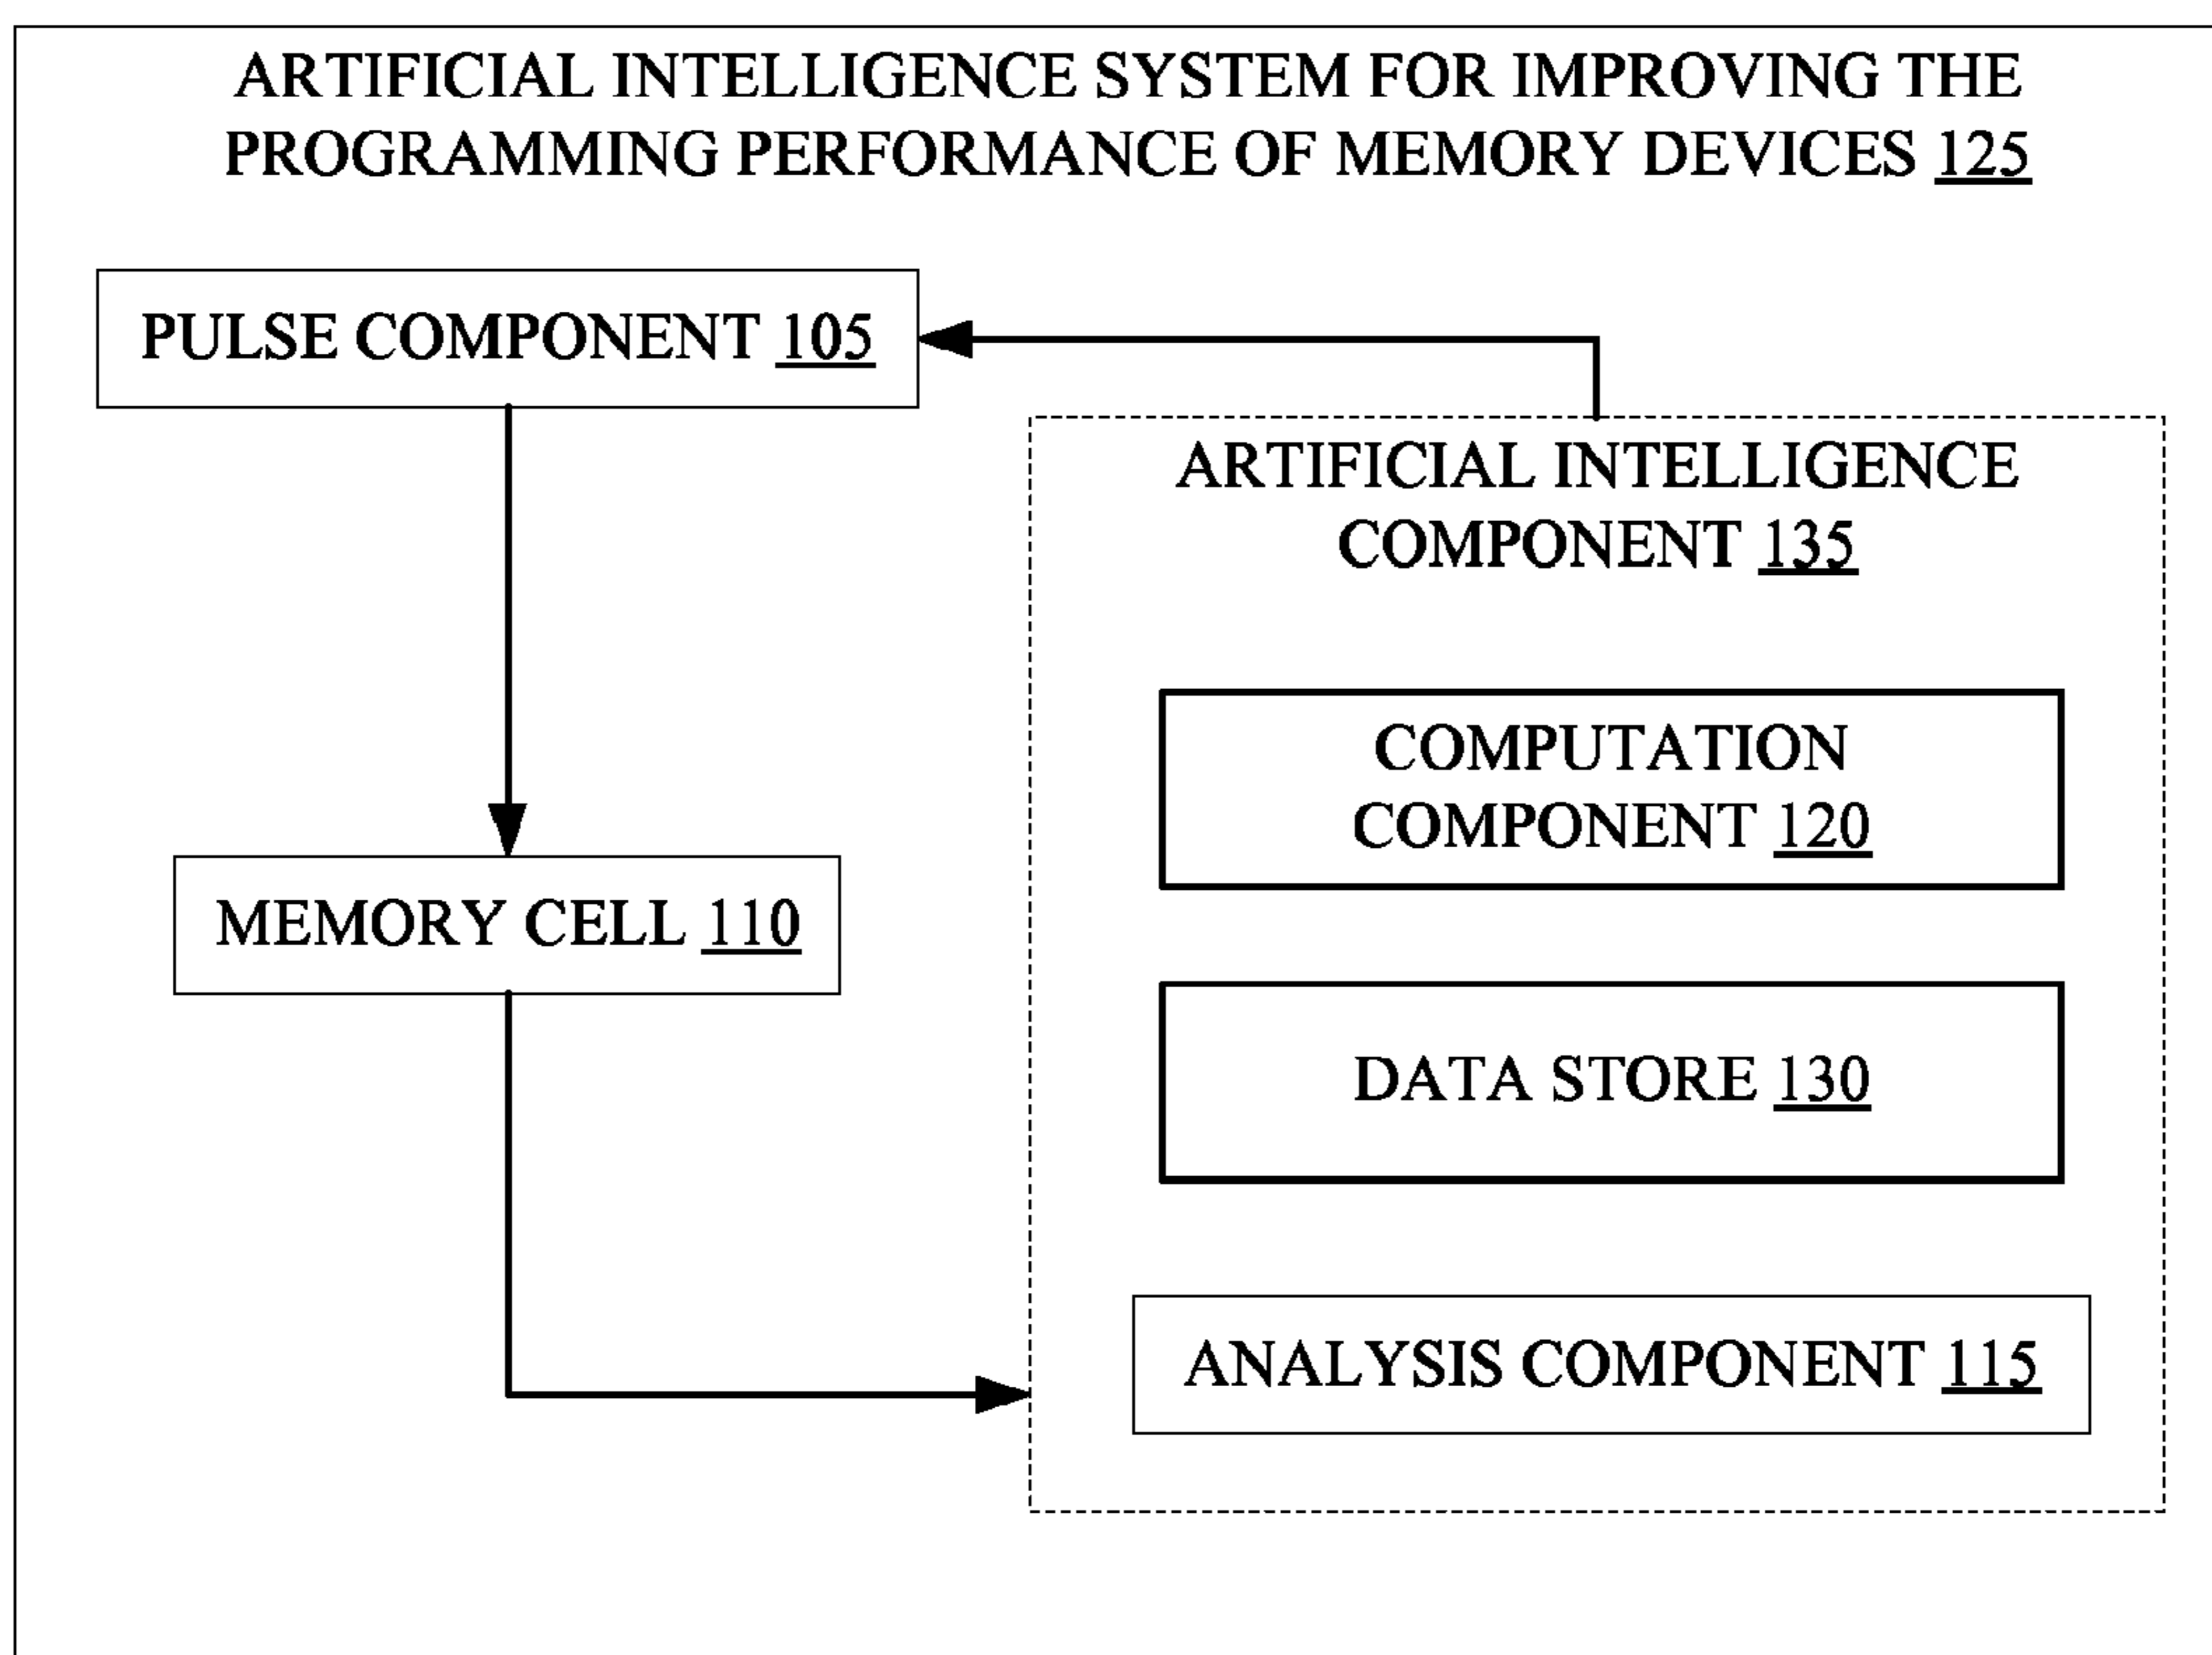 ARTIFICIAL INTELLIGENCE SYSTEM FOR IMPROVING THE
PROGRAMMING PERFORMANCE OF MEMORY DEVICES 125
PULSE COMPONENT 105
ARTIFICIAL INTELLIGENCE
COMPONENT 135
COMPUTATION
COMPONENT 120
MEMORY CELL 110
DATA STORE 130
ANALYSIS COMPONENT 115